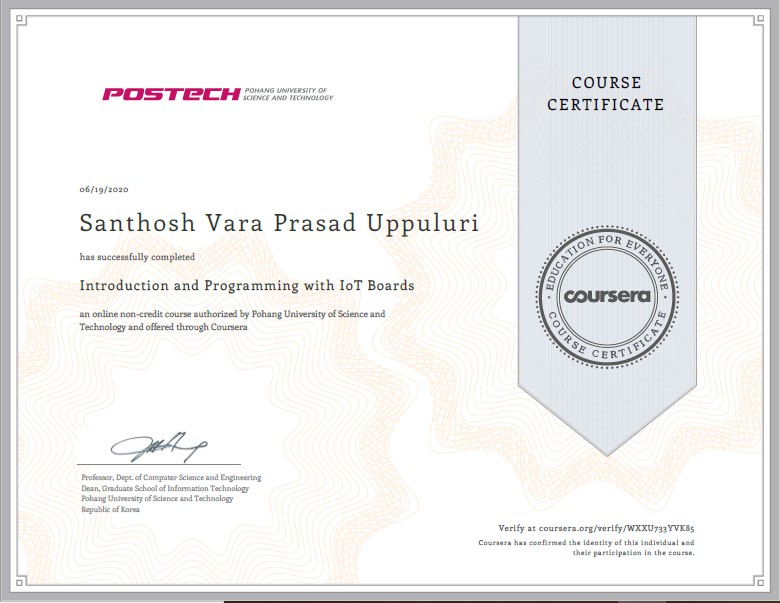 POSTECH POHANG UNIVERSITY OF
SCIENCE AND TECHNOLOGY
COURSE
CERTIFICATE
06/19/2020
Santhosh Vara Prasad Uppuluri
has successfully completed
Introduction and Programming with IoT Boards
an online non-credit course authorized by Pohang University of Science and
Technology and offered through Coursera
EDUCATION FOR EVERYONE
coursera
COURSE CERTIFICATE
Professor, Dept. of Computer Science and Engineering
Dean, Graduate School of Information Technology
Pohang University of Science and Technology
Republic of Korea
Verify at coursera.org/verify/WXXU733YVK85
Coursera has confirmed the identity of this individual and
their participation in the course.